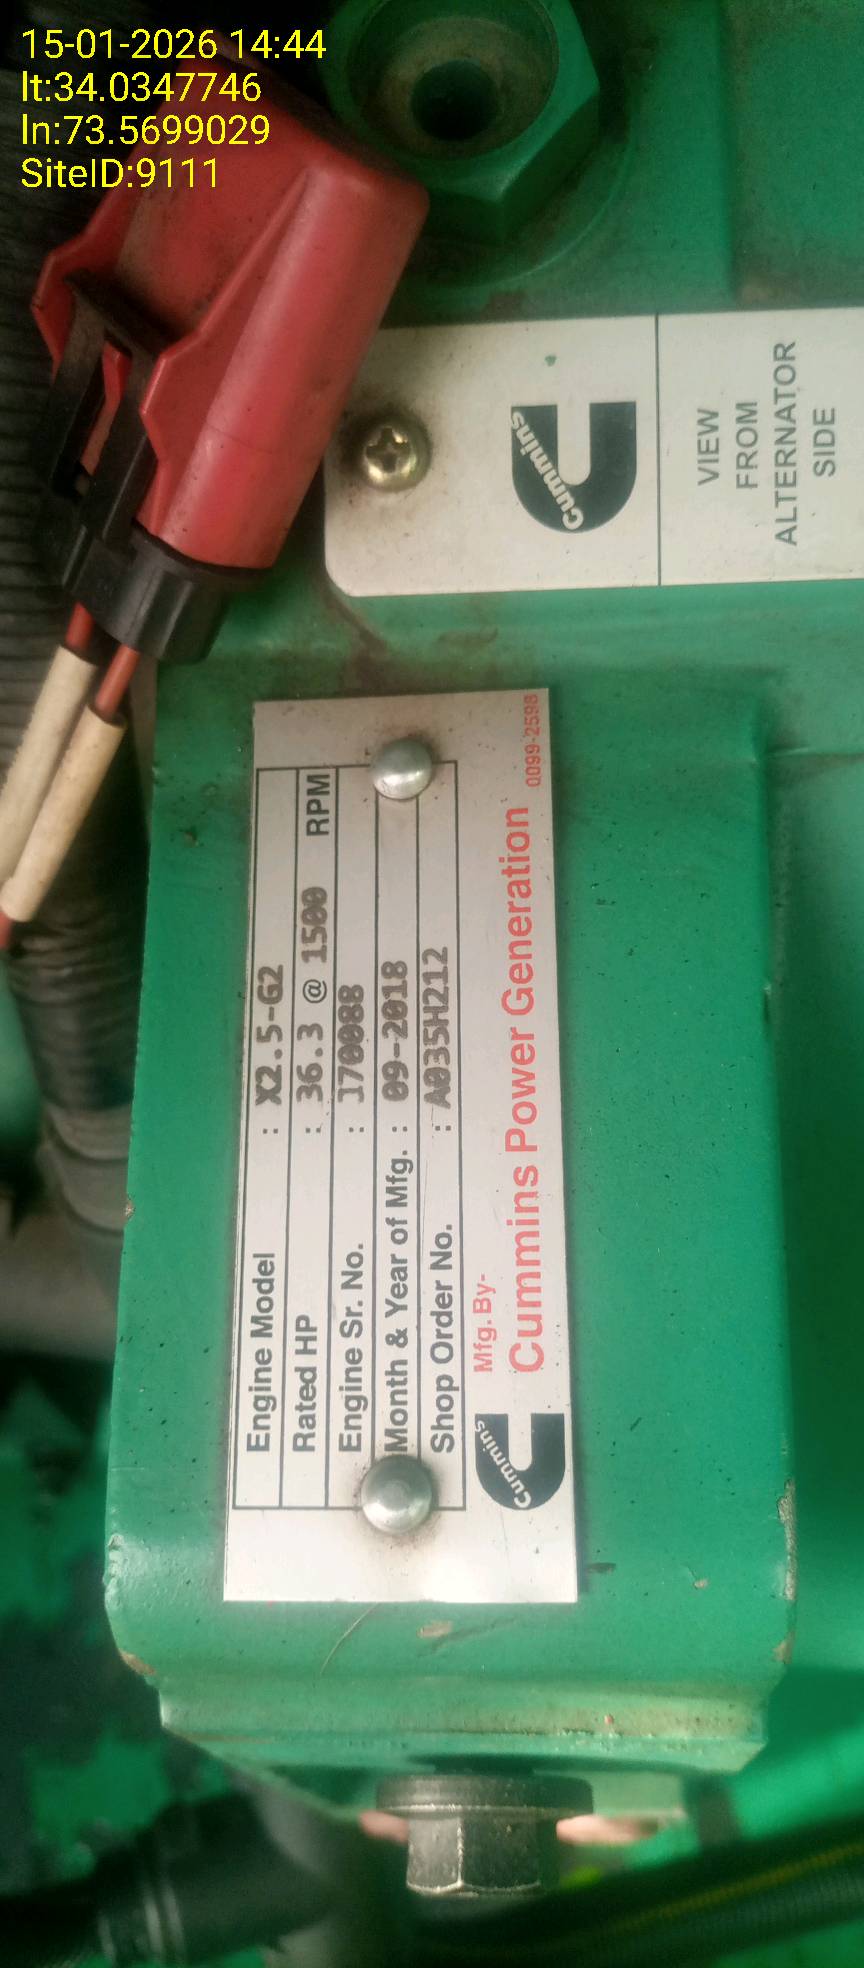 15-01-2026 14:44
lt:34.0347746
ln:73.5699029
SiteID:9111
Cummins
VIEW
FROM
ALTERNATOR
SIDE
Engine Model : X2.5-G2
Rated HP : 36.3 @ 1500 RPM
Engine Sr. No. : 170088
Month & Year of Mfg. : 09-2018
Shop Order No. : A035H212
Mfg. By-
Cummins Cummins Power Generation 0099-2598